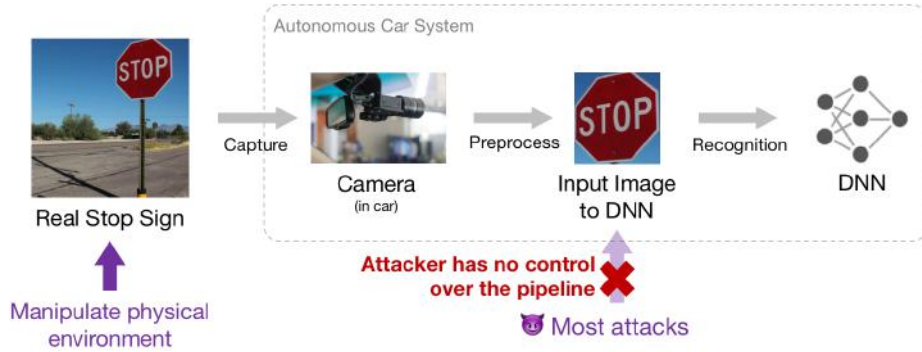 Autonomous Car System
STOP
STOP
Capture
Preprocess
Recognition
Camera
(in car)
Input Image
to DNN
DNN
Real Stop Sign
Attacker has no control
over the pipeline
Manipulate physical
environment
😈 Most attacks